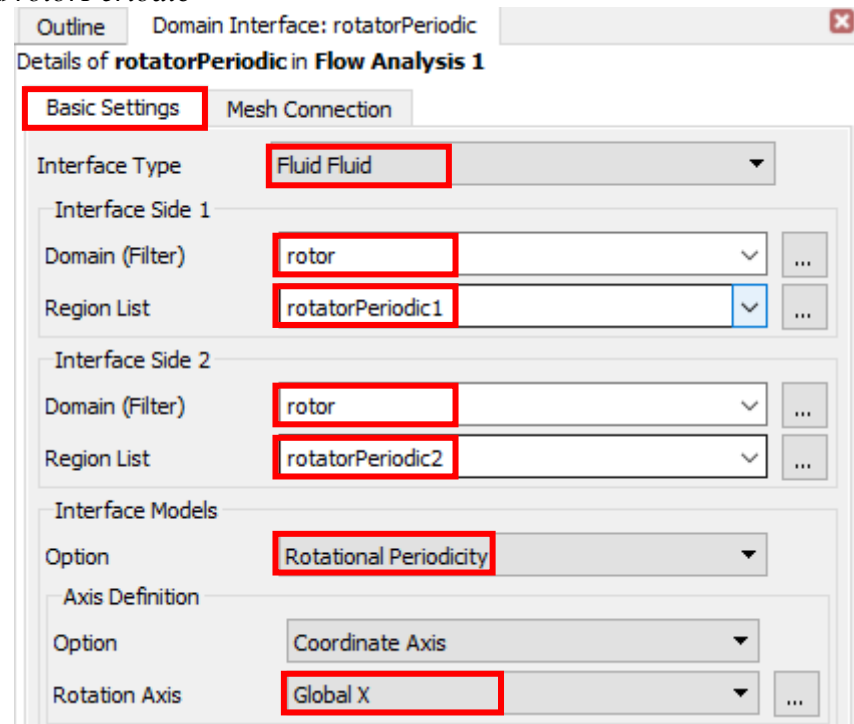 Outline Domain Interface: rotatorPeriodic
Details of rotatorPeriodic in Flow Analysis 1
Basic Settings Mesh Connection
Interface Type Fluid Fluid
Interface Side 1
Domain (Filter) rotor ...
Region List rotatorPeriodic1 ...
Interface Side 2
Domain (Filter) rotor ...
Region List rotatorPeriodic2 ...
Interface Models
Option Rotational Periodicity
Axis Definition
Option Coordinate Axis
Rotation Axis Global X ...